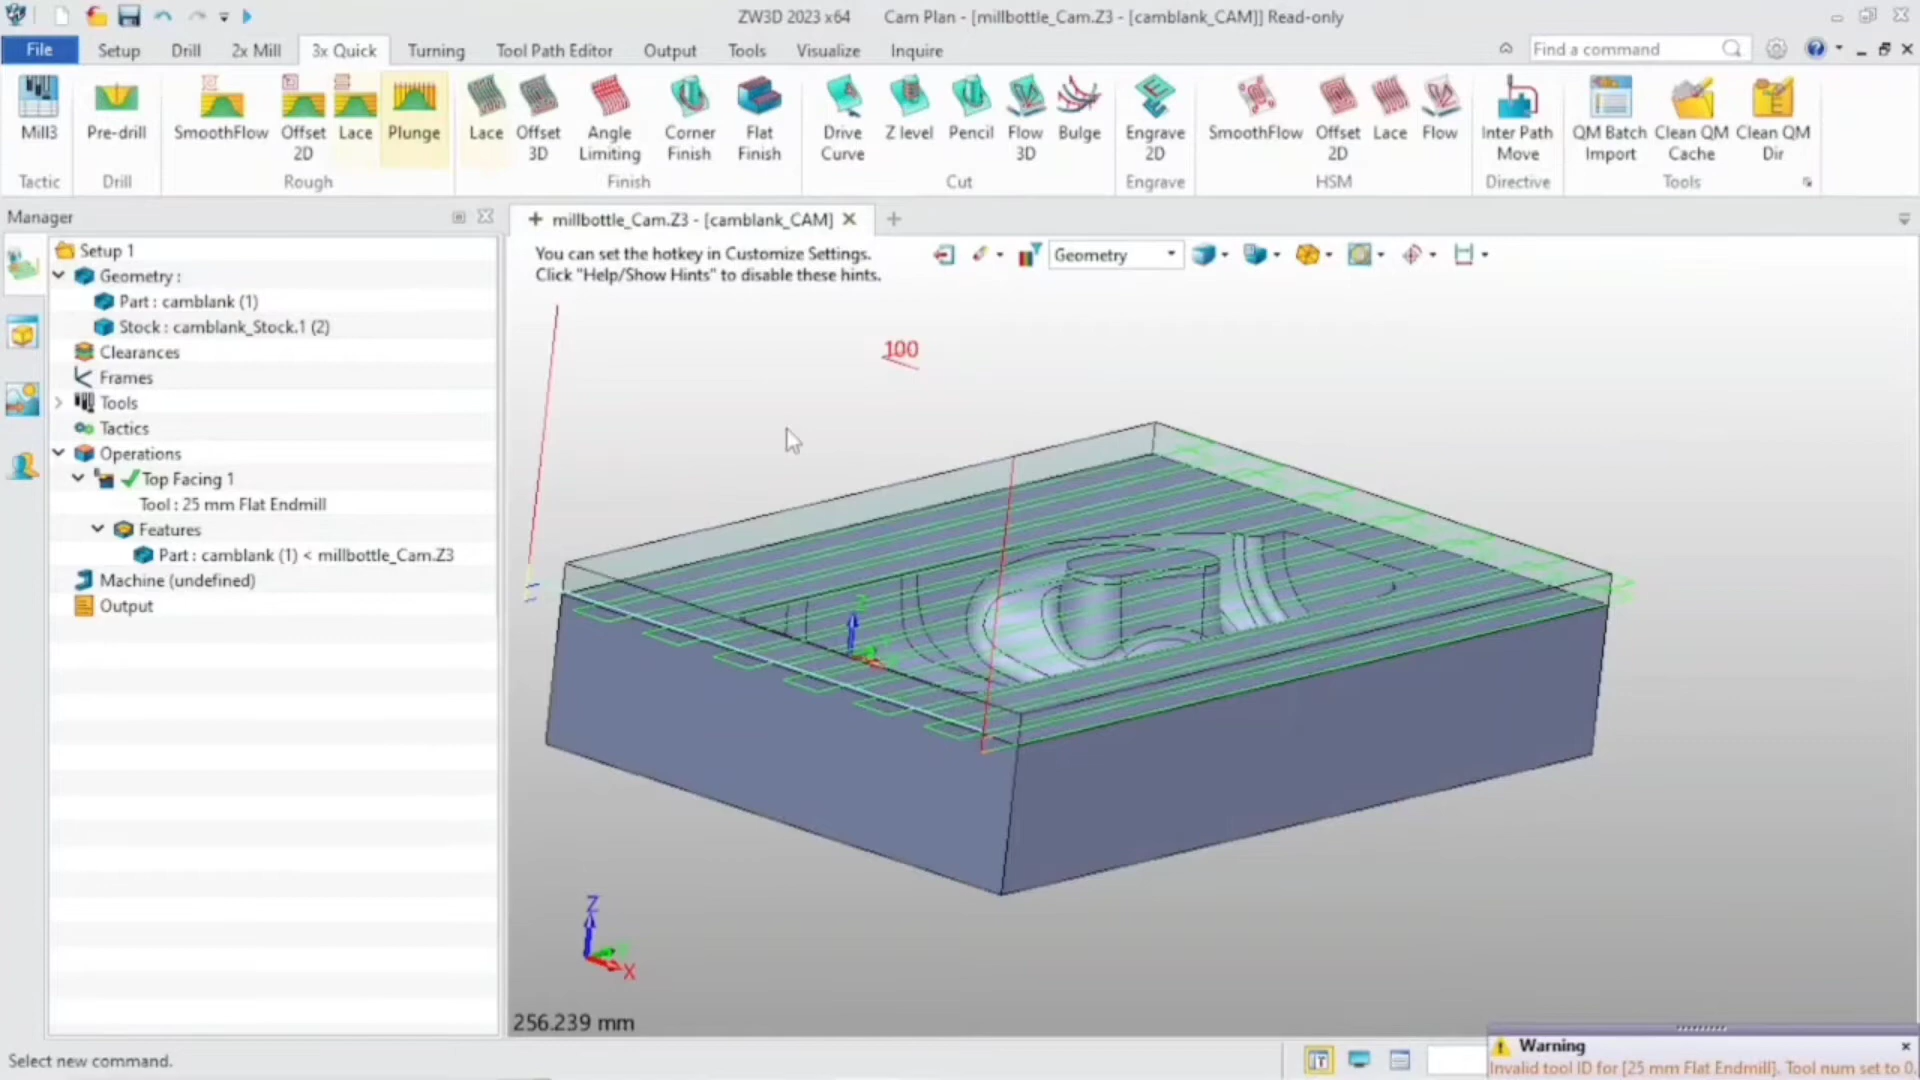 ZW3D 2023 x64 Cam Plan - [millbottle_Cam.Z3 - [camblank_CAM]] Read-only
File Setup Drill 2x Mill 3x Quick Turning Tool Path Editor Output Tools Visualize Inquire Find a command
Mill3 Pre-drill SmoothFlow Offset 2D Lace Plunge Lace Offset 3D Angle Limiting Corner Finish Flat Finish Drive Curve Z level Pencil Flow 3D Bulge Engrave 2D SmoothFlow Offset 2D Lace Flow Inter Path Move QM Batch Import Clean QM Cache Clean QM Dir
Tactic Drill Rough Finish Cut Engrave HSM Directive Tools
Manager
millbottle_Cam.Z3 - [camblank_CAM]
You can set the hotkey in Customize Settings.
Click "Help/Show Hints" to disable these hints.
Geometry
Setup 1
Geometry :
Part : camblank (1)
Stock : camblank_Stock.1 (2)
Clearances
Frames
Tools
Tactics
Operations
Top Facing 1
Tool : 25 mm Flat Endmill
Features
Part : camblank (1) < millbottle_Cam.Z3
Machine (undefined)
Output
100
Z
X
256.239 mm
Select new command.
Warning
Invalid tool ID for [25 mm Flat Endmill]. Tool num set to 0.